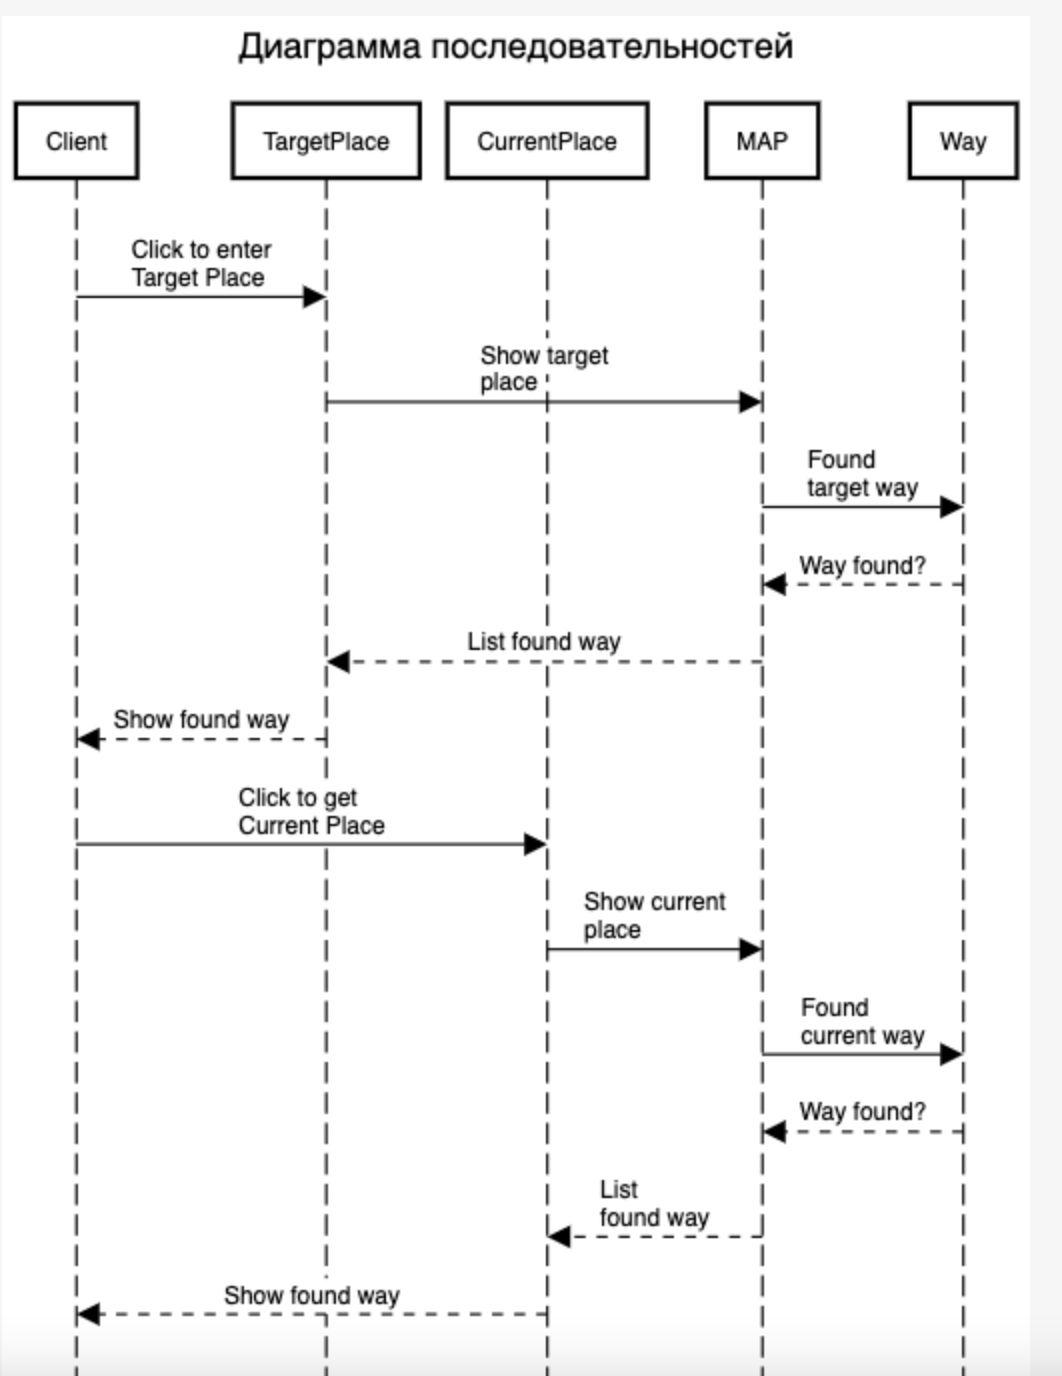 Диаграмма последовательностей
Client
TargetPlace
CurrentPlace
MAP
Way
Click to enter
Target Place
Show target
place
Found
target way
Way found?
List found way
Show found way
Click to get
Current Place
Show current
place
Found
current way
Way found?
List
found way
Show found way